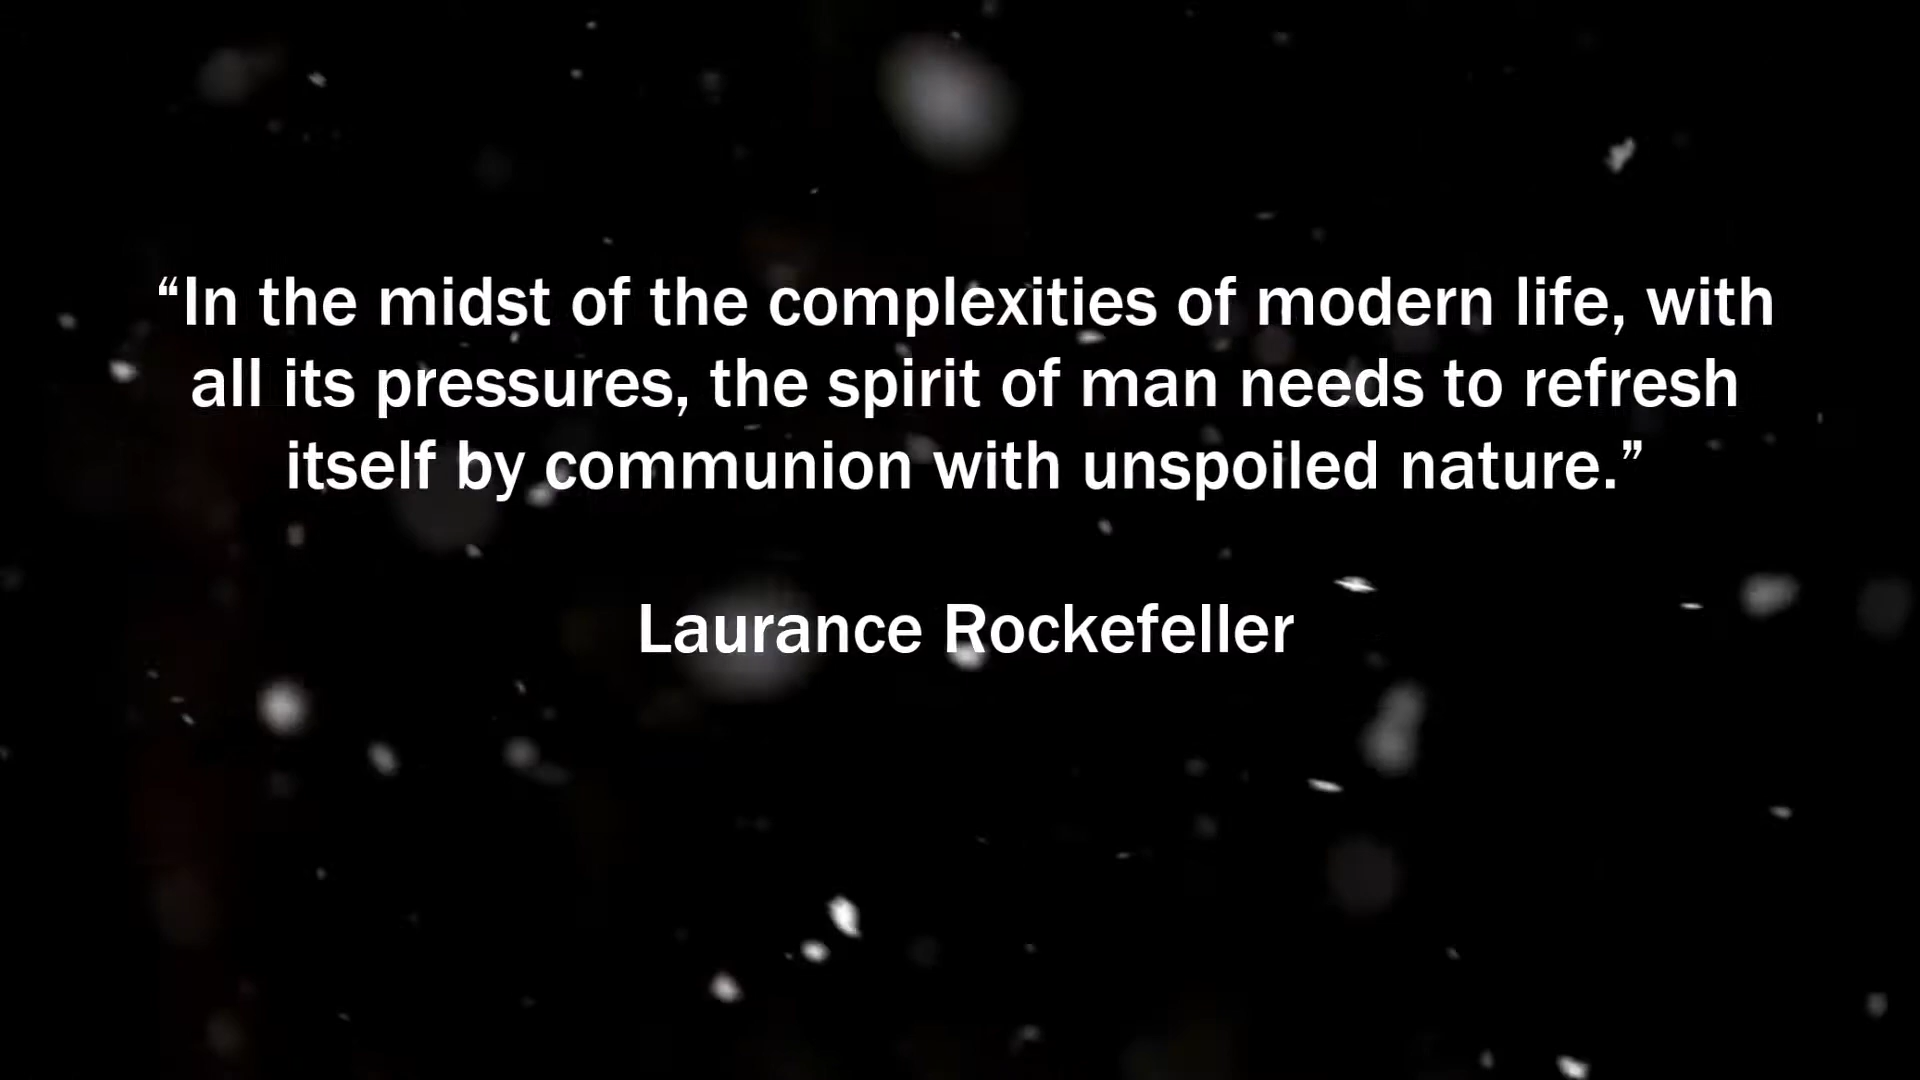 “In the midst of the complexities of modern life, with
all its pressures, the spirit of man needs to refresh
itself by communion with unspoiled nature.”
Laurance Rockefeller